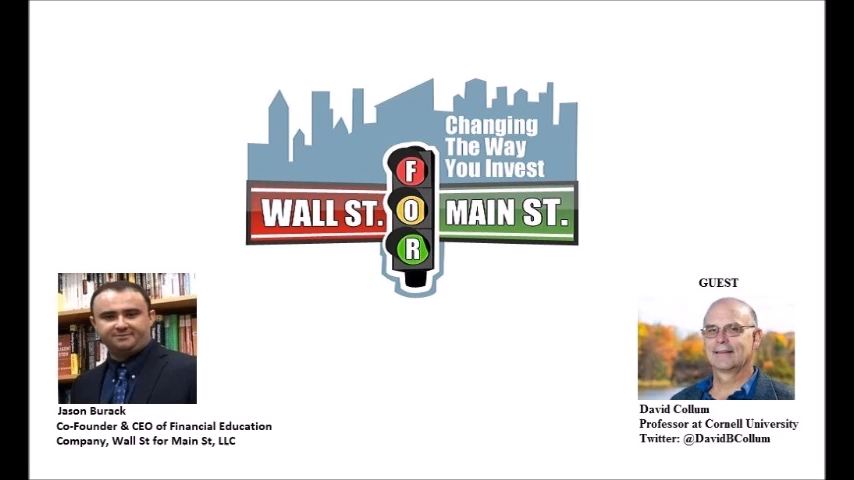 Changing
The Way
You Invest
WALL ST. FOR MAIN ST.
GUEST
Jason Burack
Co-Founder & CEO of Financial Education
Company, Wall St for Main St, LLC
David Collum
Professor at Cornell University
Twitter: @DavidBCollum